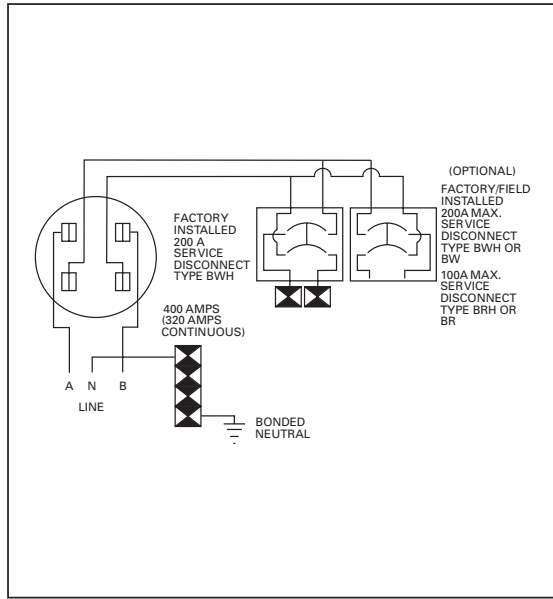 (OPTIONAL)
FACTORY/FIELD
INSTALLED
200A MAX.
SERVICE
DISCONNECT
TYPE BWH OR
BW
100A MAX.
SERVICE
DISCONNECT
TYPE BRH OR
BR
FACTORY
INSTALLED
200 A
SERVICE
DISCONNECT
TYPE BWH
400 AMPS
(320 AMPS
CONTINUOUS)
A N B
LINE
BONDED
NEUTRAL